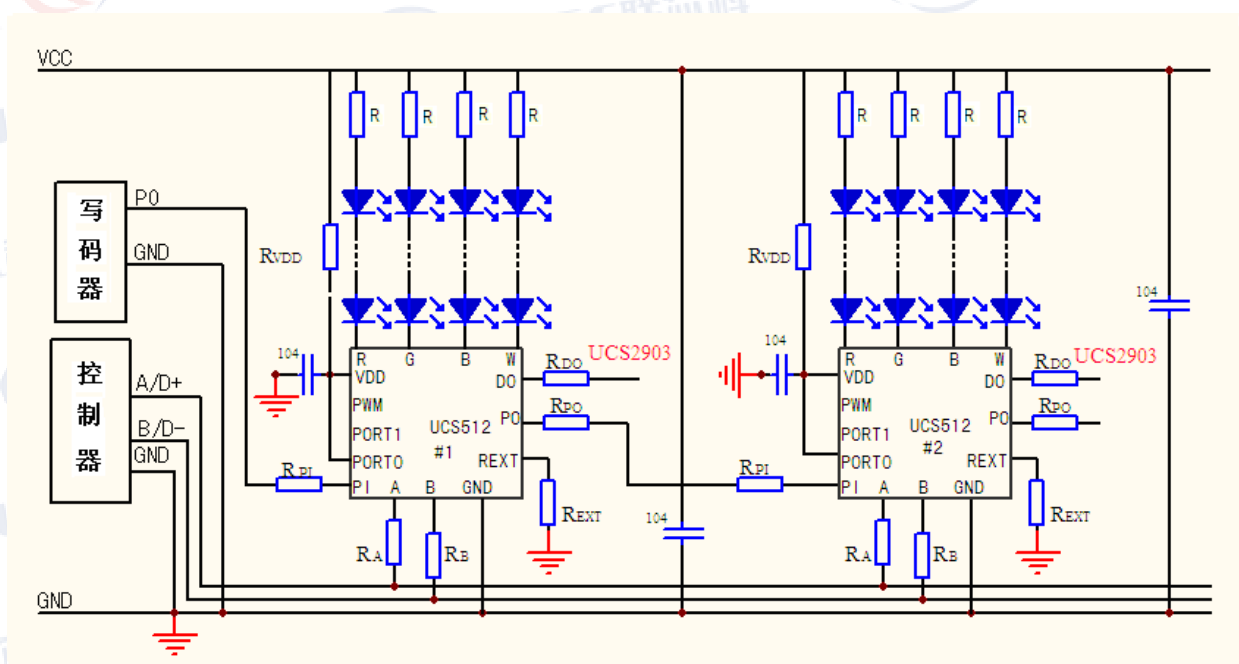 VCC
R R R R
R R R R
写码器
P0
GND
RVDD
RVDD
104
控制器
A/D+
B/D-
GND
104
R G B W
VDD
DO
PWM
PO
PORT1
UCS512
#1
PORTO
REXT
PI A B GND
RDO
UCS2903
RPO
RPI
REXT
RA
RB
104
104
R G B W
VDD
DO
PWM
PO
PORT1
UCS512
#2
PORTO
REXT
PI A B GND
RDO
UCS2903
RPO
RPI
REXT
RA
RB
GND